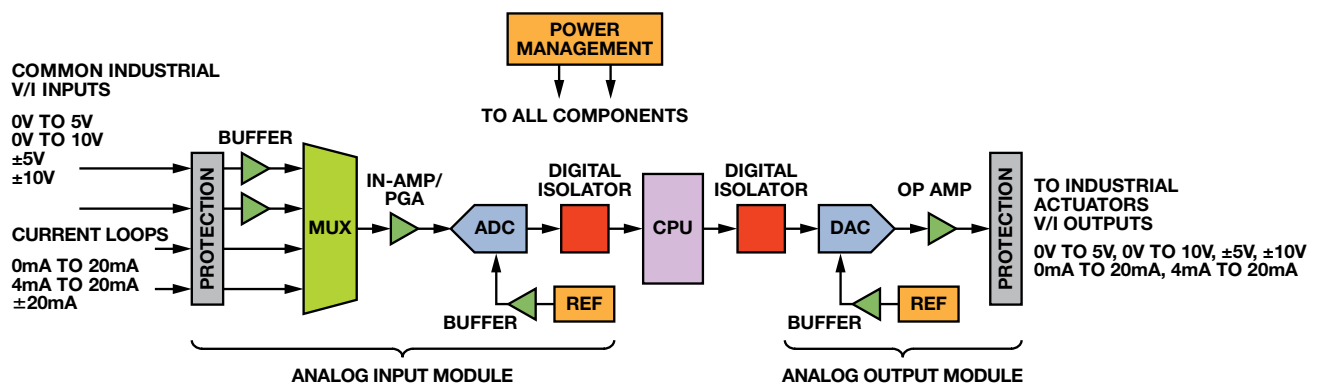 POWER
MANAGEMENT
TO ALL COMPONENTS
COMMON INDUSTRIAL
V/I INPUTS
0V TO 5V
0V TO 10V
±5V
±10V
CURRENT LOOPS
0mA TO 20mA
4mA TO 20mA
±20mA
PROTECTION
BUFFER
MUX
IN-AMP/
PGA
ADC
BUFFER
REF
DIGITAL
ISOLATOR
CPU
DIGITAL
ISOLATOR
DAC
BUFFER
REF
OP AMP
PROTECTION
TO INDUSTRIAL
ACTUATORS
V/I OUTPUTS
0V TO 5V, 0V TO 10V, ±5V, ±10V
0mA TO 20mA, 4mA TO 20mA
ANALOG INPUT MODULE
ANALOG OUTPUT MODULE